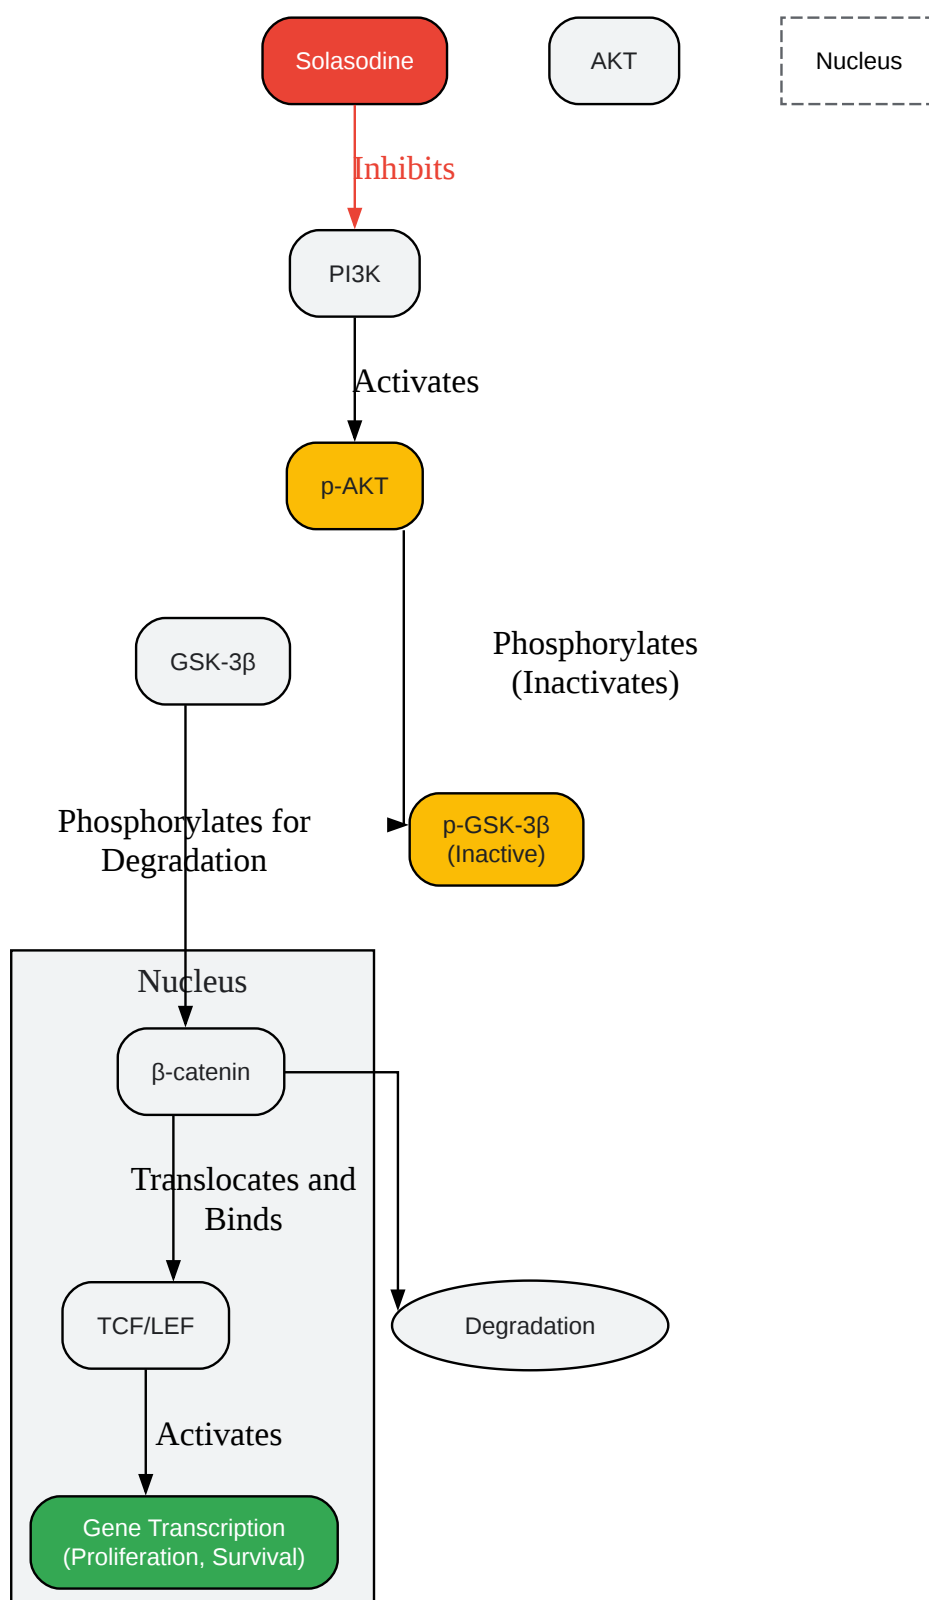 Solasodine
AKT
Nucleus
Inhibits
PI3K
Activates
p-AKT
Phosphorylates
(Inactivates)
GSK-3β
Phosphorylates for
Degradation
p-GSK-3β
(Inactive)
Nucleus
β-catenin
Translocates and
Binds
TCF/LEF
Degradation
Activates
Gene Transcription
(Proliferation, Survival)